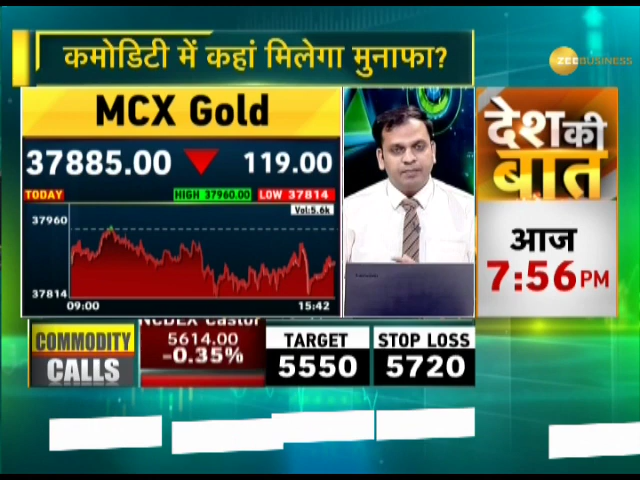 कमोडिटी में कहां मिलेगा मुनाफा?
ZEEBUSINESS
MCX Gold
37885.00 119.00
TODAY HIGH 37960.00 LOW 37814
Vol:5.6k
37960
37814
09:00 15:42
देश की
बात
आज
7:56 PM
COMMODITY
CALLS
NCDEX Castor
5614.00
-0.35%
TARGET
5550
STOP LOSS
5720